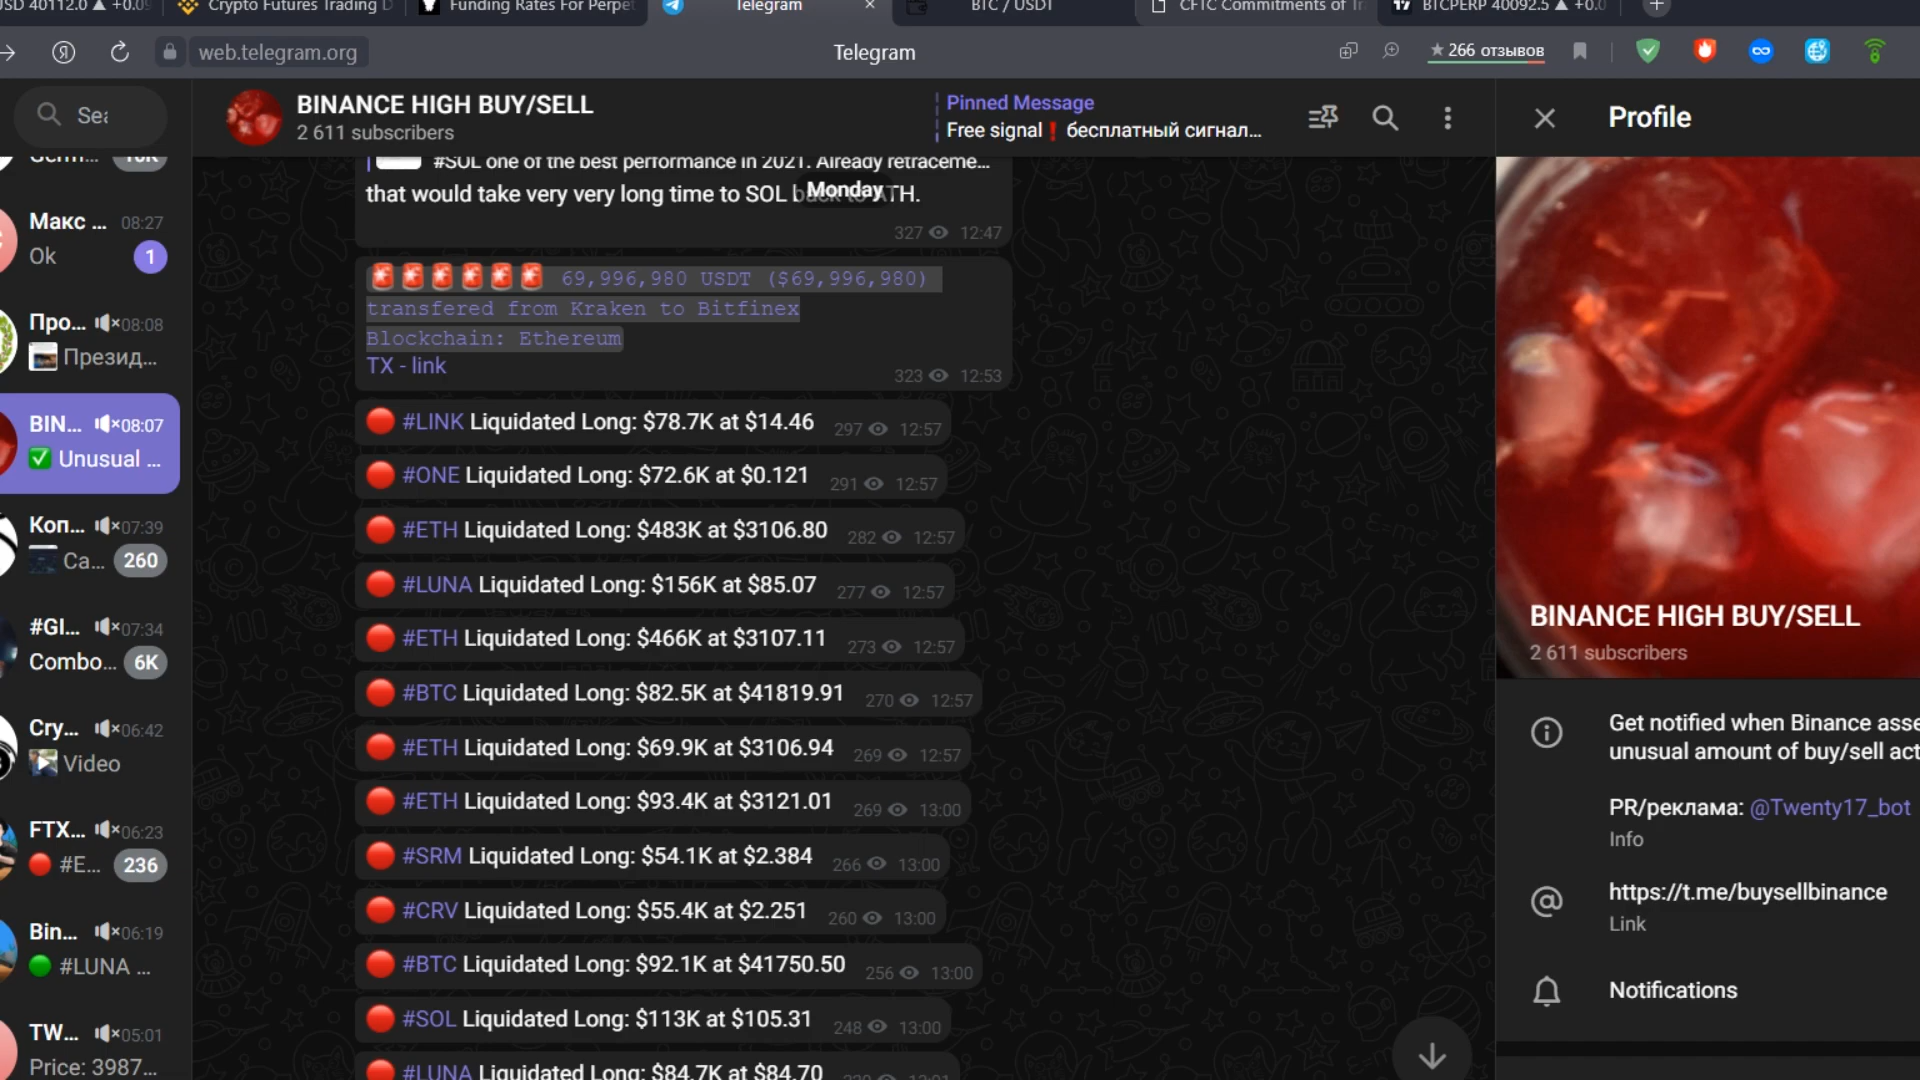 USD 40112.0 ▲ +0.09
Crypto Futures Trading D
Funding Rates For Perpet
Telegram
BTC / USDT
CFTC Commitments of Tr
BTCPERP 40092.5 ▲ +0.0
web.telegram.org
Telegram
★ 266 отзывов
Sea
10K
Макс ... 08:27
Ok 1
Про... 08:08
Презид...
BIN... 08:07
✅ Unusual ...
Коп... 07:39
Ca... 260
#GI... 07:34
Combo... 6K
Cry... 06:42
Video
FTX... 06:23
🔴 #E... 236
Bin... 06:19
🟢 #LUNA ...
TW... 05:01
Price: 3987...
BINANCE HIGH BUY/SELL
2 611 subscribers
Pinned Message
Free signal❗ бесплатный сигнал...
#SOL one of the best performance in 2021. Already retraceme...
that would take very very long time to SOL back to ATH.
Monday
327 12:47
🚨🚨🚨🚨🚨🚨 69,996,980 USDT ($69,996,980)
transfered from Kraken to Bitfinex
Blockchain: Ethereum
TX - link
323 12:53
🔴 #LINK Liquidated Long: $78.7K at $14.46 297 12:57
🔴 #ONE Liquidated Long: $72.6K at $0.121 291 12:57
🔴 #ETH Liquidated Long: $483K at $3106.80 282 12:57
🔴 #LUNA Liquidated Long: $156K at $85.07 277 12:57
🔴 #ETH Liquidated Long: $466K at $3107.11 273 12:57
🔴 #BTC Liquidated Long: $82.5K at $41819.91 270 12:57
🔴 #ETH Liquidated Long: $69.9K at $3106.94 269 12:57
🔴 #ETH Liquidated Long: $93.4K at $3121.01 269 13:00
🔴 #SRM Liquidated Long: $54.1K at $2.384 266 13:00
🔴 #CRV Liquidated Long: $55.4K at $2.251 260 13:00
🔴 #BTC Liquidated Long: $92.1K at $41750.50 256 13:00
🔴 #SOL Liquidated Long: $113K at $105.31 248 13:00
🔴 #LUNA Liquidated Long: $84.7K at $84.70
Profile
BINANCE HIGH BUY/SELL
2 611 subscribers
Get notified when Binance asse
unusual amount of buy/sell act
PR/реклама: @Twenty17_bot
Info
https://t.me/buysellbinance
Link
Notifications